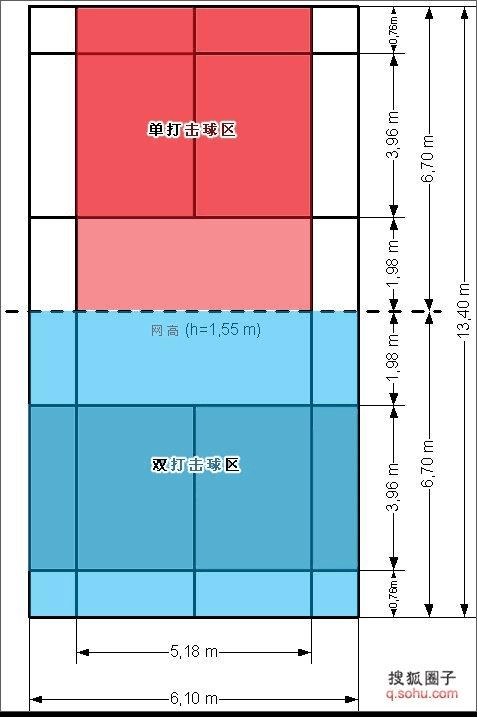 0,76m
单打击球区
3,96 m
6,70 m
1,98 m
13,40 m
网高 (h=1,55 m)
1,98 m
双打击球区
3,96 m
6,70 m
0,76m
5,18 m
6,10 m
搜狐圈子
q.sohu.com